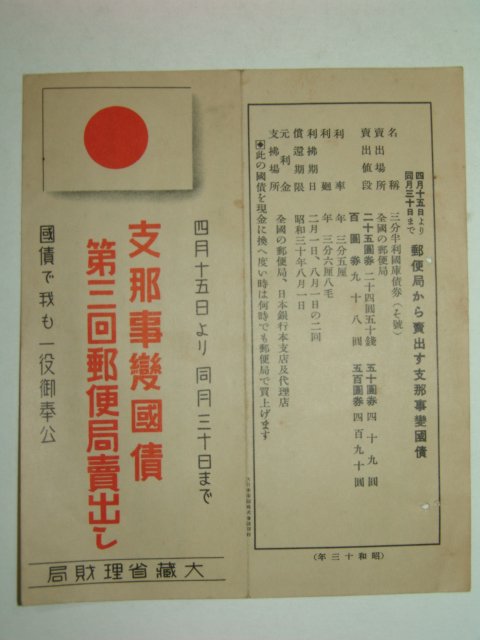 四月十五日より
同月三十日まで
郵便局から賣出す支那事變國債
名稱 三分半利國庫債券(そ號)
賣出場所 全國の郵便局
賣出値段 二十五圓券 二十四圓五十錢 五十圓券 四十九圓
百圓券 九十八圓 五百圓券 四百九十圓
利率 年 三分五厘
利廻 年 三分六厘八毛
利拂期日 二月一日、八月一日の二回
償還期限 昭和三十年八月一日
元利金支拂場所 全國の郵便局、日本銀行本支店及代理店
◆此の國債を現金に換へ度い時は何時でも郵便局で買上げます
(昭和十三年)
四月十五日より 同月三十日まで
支那事變國債
第三回郵便局賣出し
國債で我も一役御奉公
大藏省理財局